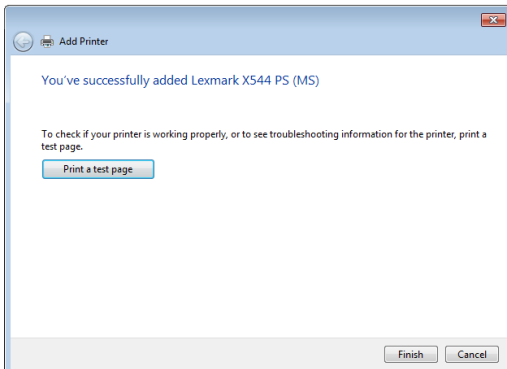 Add Printer
You've successfully added Lexmark X544 PS (MS)
To check if your printer is working properly, or to see troubleshooting information for the printer, print a
test page.
Print a test page
Finish Cancel